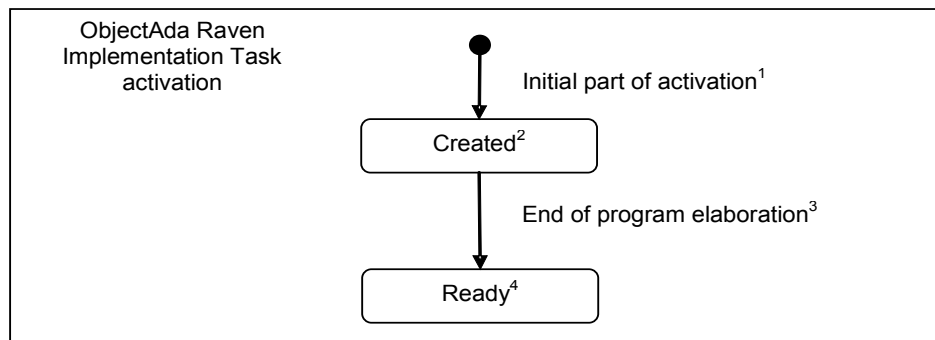 ObjectAda Raven
Implementation Task
activation
Initial part of activation¹
Created²
End of program elaboration³
Ready⁴